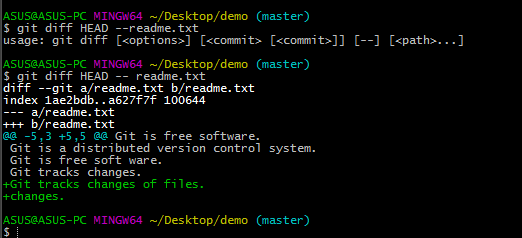 ASUS@ASUS-PC MINGW64 ~/Desktop/demo (master)
$ git diff HEAD --readme.txt
usage: git diff [<options>] [<commit> [<commit>]] [--] [<path>...]

ASUS@ASUS-PC MINGW64 ~/Desktop/demo (master)
$ git diff HEAD -- readme.txt
diff --git a/readme.txt b/readme.txt
index 1ae2bdb..a627f7f 100644
--- a/readme.txt
+++ b/readme.txt
@@ -5,3 +5,5 @@ Git is free software.
 Git is a distributed version control system.
 Git is free soft ware.
 Git tracks changes.
+Git tracks changes of files.
+changes.

ASUS@ASUS-PC MINGW64 ~/Desktop/demo (master)
$